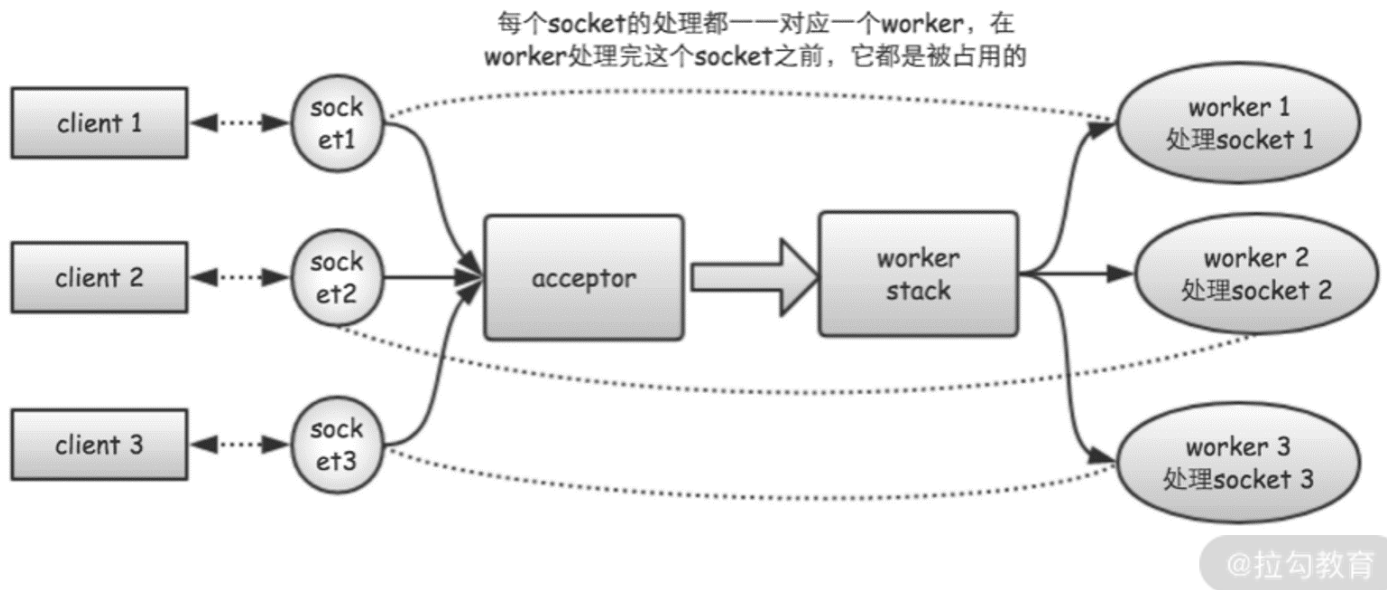 每个socket的处理都一一对应一个worker，在
worker处理完这个socket之前，它都是被占用的
client 1
sock
et1
worker 1
处理socket 1
client 2
sock
et2
acceptor
worker
stack
worker 2
处理socket 2
client 3
sock
et3
worker 3
处理socket 3
@拉勾教育